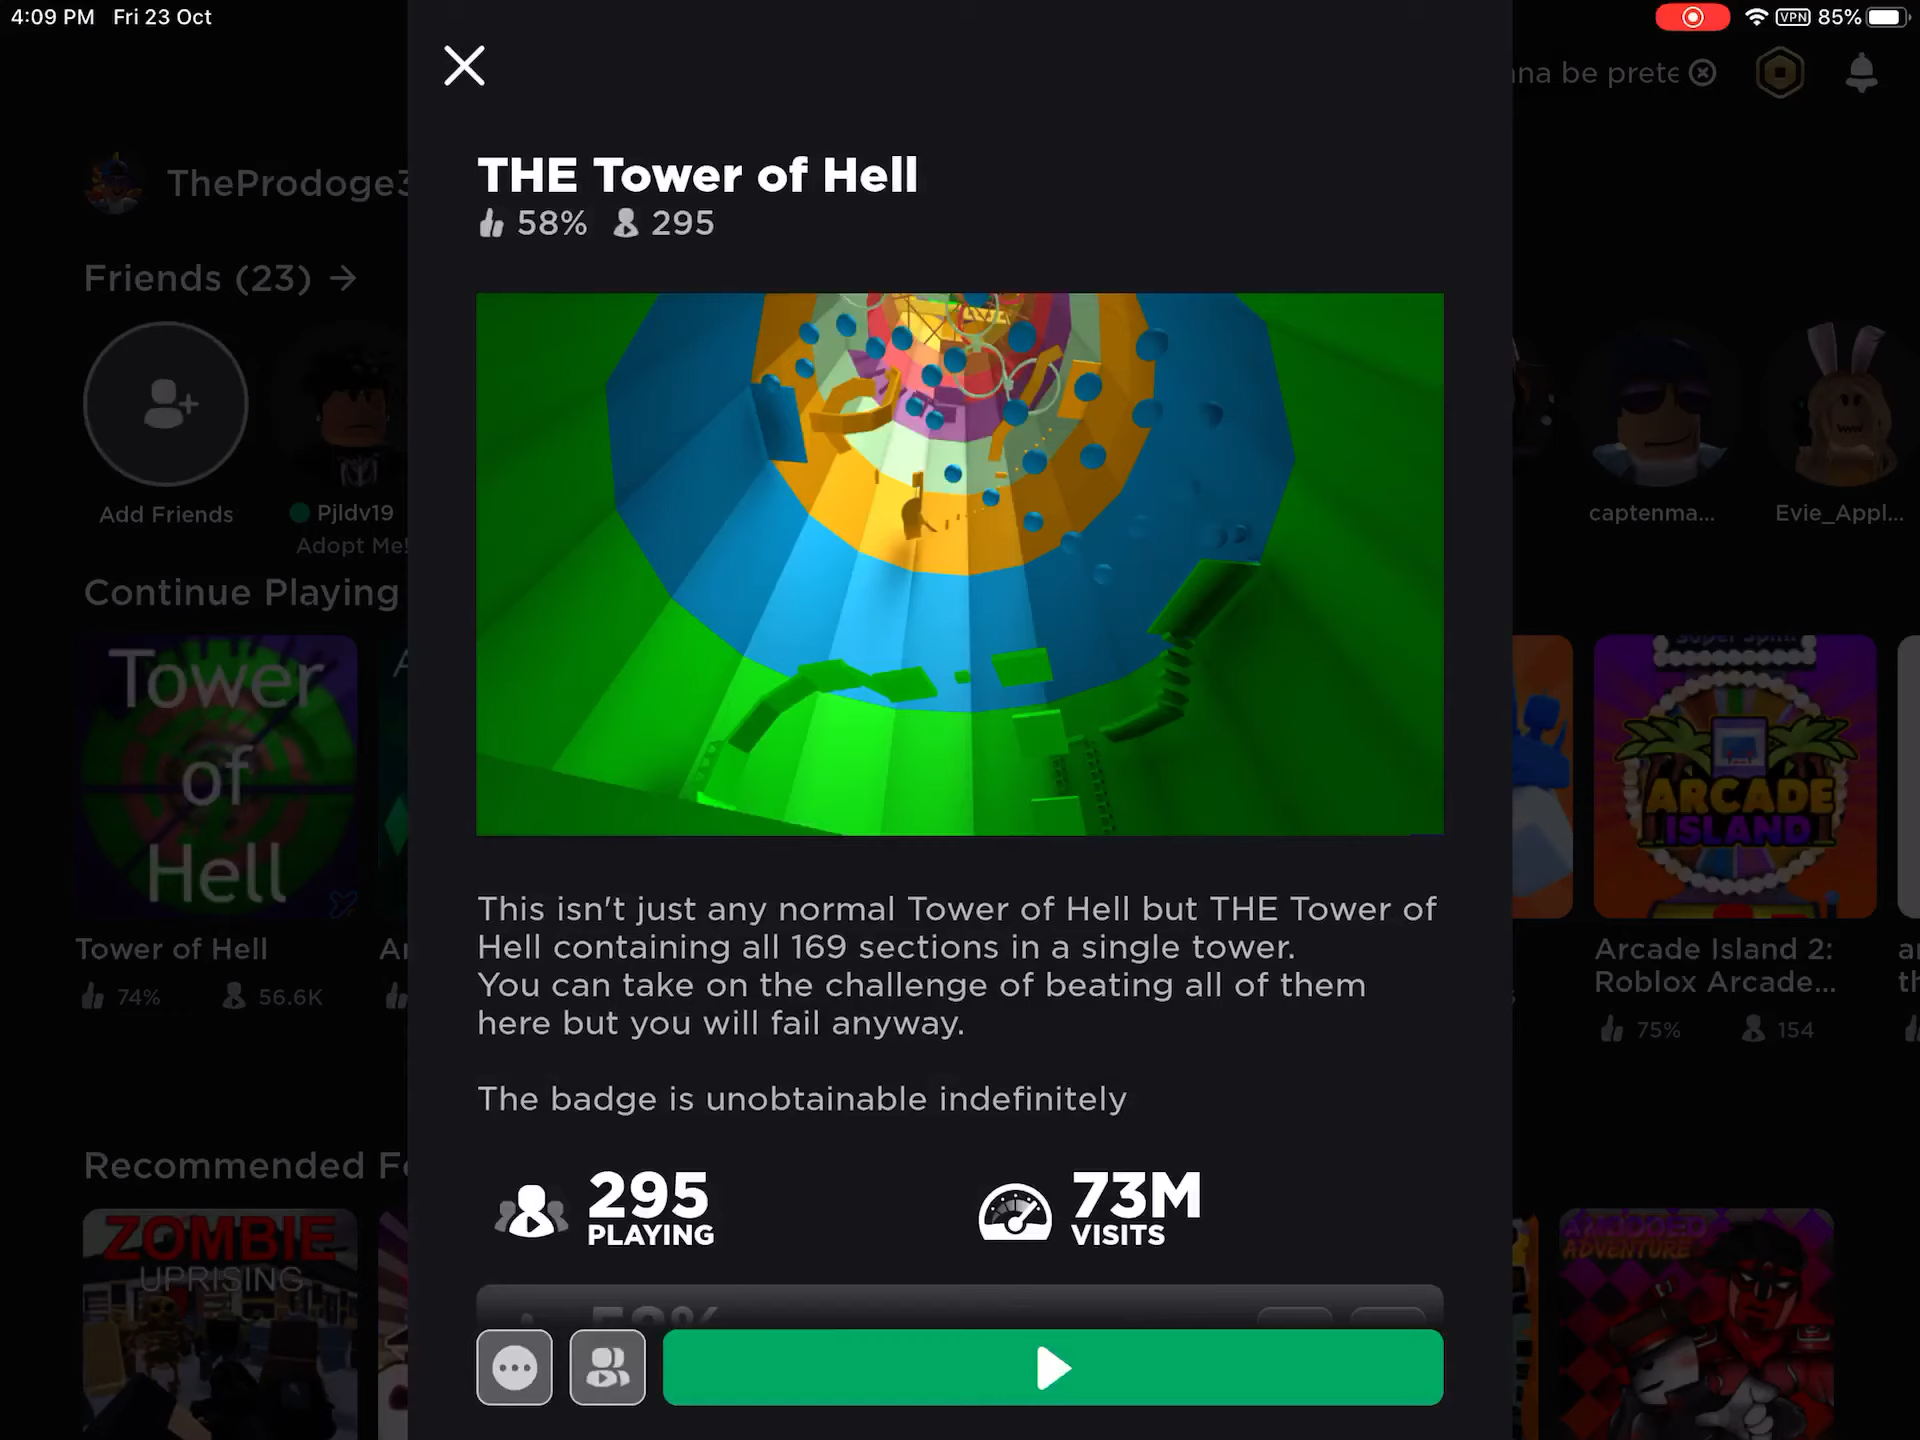 4:09 PM Fri 23 Oct
VPN 85%
TheProdoge3
Friends (23) →
Add Friends
Pjldv19
Adopt Me!
captenma...
Evie_Appl...
Continue Playing
Tower
of
Hell
Tower of Hell
74% 56.6K
THE Tower of Hell
58% 295
This isn't just any normal Tower of Hell but THE Tower of
Hell containing all 169 sections in a single tower.
You can take on the challenge of beating all of them
here but you will fail anyway.
The badge is unobtainable indefinitely
295
PLAYING
73M
VISITS
be
ARCADE
ISLAND
Arcade Island 2:
Roblox Arcade...
75% 154
Recommended
ZOMBIE
UPRISING
ADVENTURE